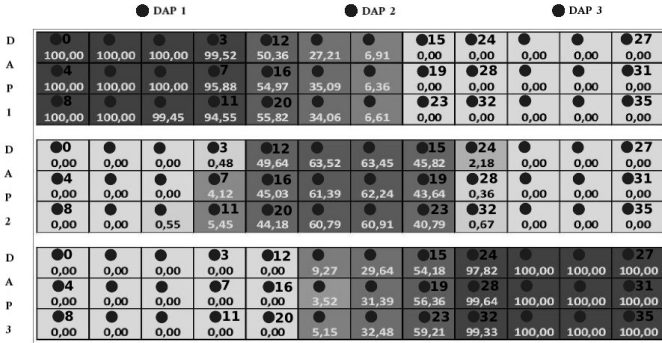 DAP 1 DAP 2 DAP 3
D 0 3 12 15 24 27
100,00 100,00 100,00 99,52 50,36 27,21 6,91 0,00 0,00 0,00 0,00 0,00
A 4 7 16 19 28 31
P 100,00 100,00 100,00 95,88 54,97 35,09 6,36 0,00 0,00 0,00 0,00 0,00
1 8 11 20 23 32 35
100,00 100,00 99,45 94,55 55,82 34,06 6,61 0,00 0,00 0,00 0,00 0,00
D 0 3 12 15 24 27
0,00 0,00 0,00 0,48 49,64 63,52 63,45 45,82 2,18 0,00 0,00 0,00
A 4 7 16 19 28 31
P 0,00 0,00 0,00 4,12 45,03 61,39 62,24 43,64 0,36 0,00 0,00 0,00
2 8 11 20 23 32 35
0,00 0,00 0,55 5,45 44,18 60,79 60,91 40,79 0,67 0,00 0,00 0,00
D 0 3 12 15 24 27
0,00 0,00 0,00 0,00 0,00 9,27 29,64 54,18 97,82 100,00 100,00 100,00
A 4 7 16 19 28 31
P 0,00 0,00 0,00 0,00 0,00 3,52 31,39 56,36 99,64 100,00 100,00 100,00
3 8 11 20 23 32 35
0,00 0,00 0,00 0,00 0,00 5,15 32,48 59,21 99,33 100,00 100,00 100,00